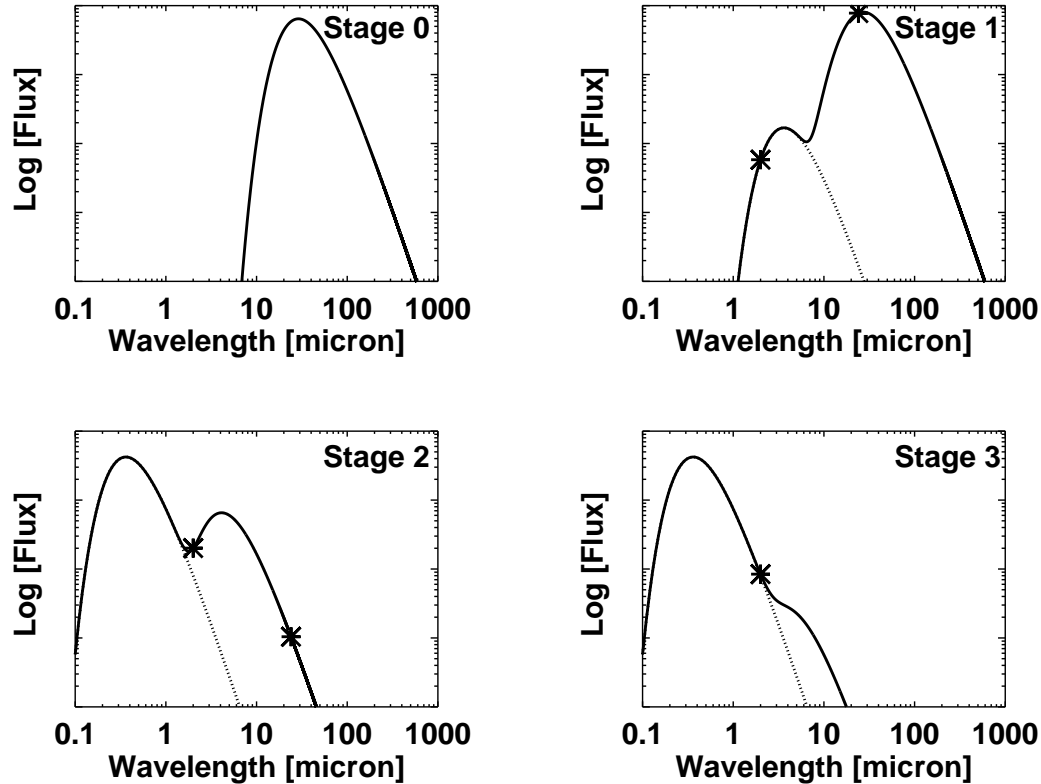 Stage 0
Log [Flux]
0.1 1 10 100 1000
Wavelength [micron]
Stage 1
Log [Flux]
0.1 1 10 100 1000
Wavelength [micron]
Stage 2
Log [Flux]
0.1 1 10 100 1000
Wavelength [micron]
Stage 3
Log [Flux]
0.1 1 10 100 1000
Wavelength [micron]